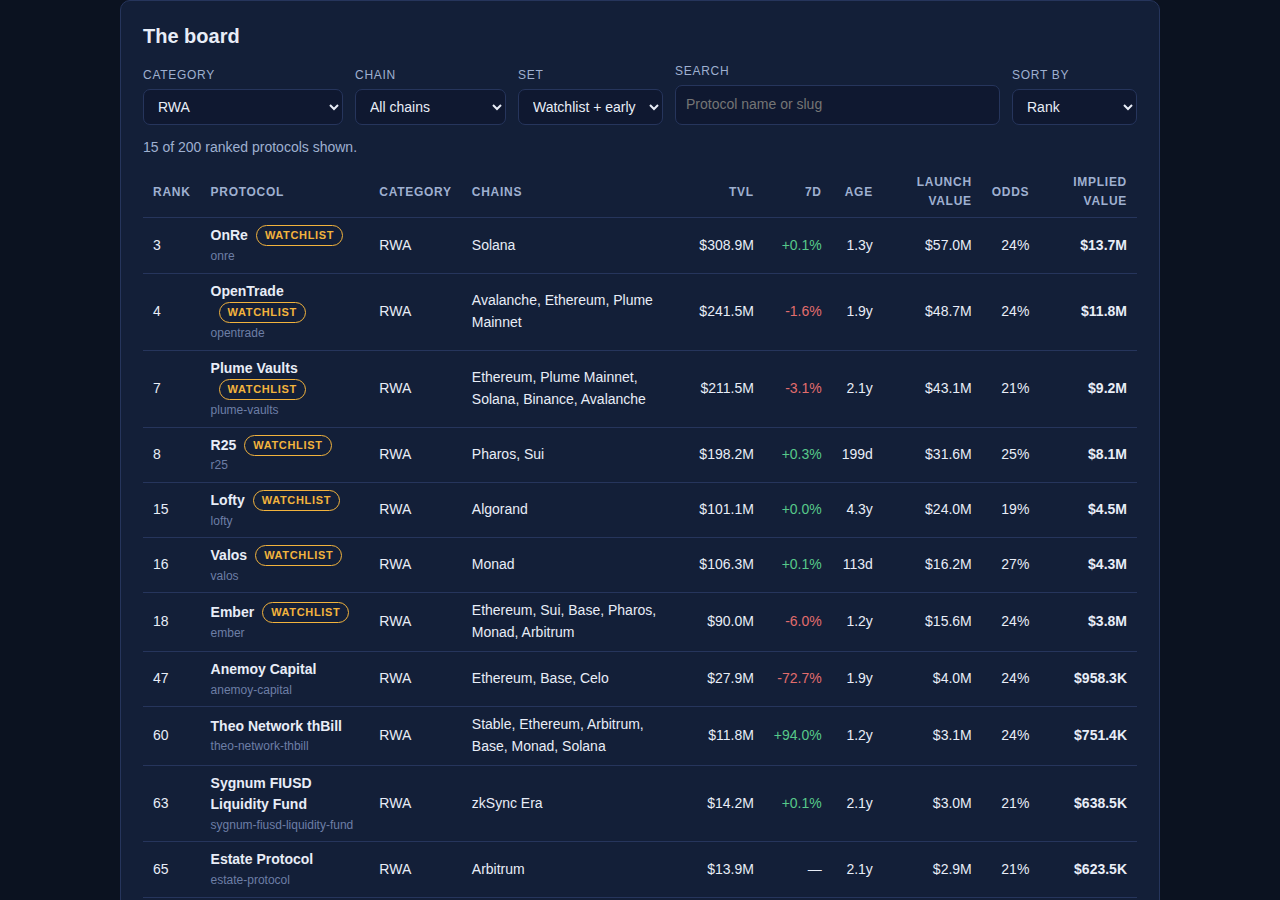 The board
CATEGORY CHAIN SET SEARCH SORT BY
RWA All chains Watchlist + early Protocol name or slug Rank
15 of 200 ranked protocols shown.
RANK PROTOCOL CATEGORY CHAINS TVL 7D AGE LAUNCH VALUE ODDS IMPLIED VALUE
3 OnRe WATCHLIST RWA Solana $308.9M +0.1% 1.3y $57.0M 24% $13.7M
onre
4 OpenTrade WATCHLIST RWA Avalanche, Ethereum, Plume Mainnet $241.5M -1.6% 1.9y $48.7M 24% $11.8M
opentrade
7 Plume Vaults WATCHLIST RWA Ethereum, Plume Mainnet, Solana, Binance, Avalanche $211.5M -3.1% 2.1y $43.1M 21% $9.2M
plume-vaults
8 R25 WATCHLIST RWA Pharos, Sui $198.2M +0.3% 199d $31.6M 25% $8.1M
r25
15 Lofty WATCHLIST RWA Algorand $101.1M +0.0% 4.3y $24.0M 19% $4.5M
lofty
16 Valos WATCHLIST RWA Monad $106.3M +0.1% 113d $16.2M 27% $4.3M
valos
18 Ember WATCHLIST RWA Ethereum, Sui, Base, Pharos, Monad, Arbitrum $90.0M -6.0% 1.2y $15.6M 24% $3.8M
ember
47 Anemoy Capital RWA Ethereum, Base, Celo $27.9M -72.7% 1.9y $4.0M 24% $958.3K
anemoy-capital
60 Theo Network thBill RWA Stable, Ethereum, Arbitrum, Base, Monad, Solana $11.8M +94.0% 1.2y $3.1M 24% $751.4K
theo-network-thbill
63 Sygnum FIUSD Liquidity Fund RWA zkSync Era $14.2M +0.1% 2.1y $3.0M 21% $638.5K
sygnum-fiusd-liquidity-fund
65 Estate Protocol RWA Arbitrum $13.9M — 2.1y $2.9M 21% $623.5K
estate-protocol